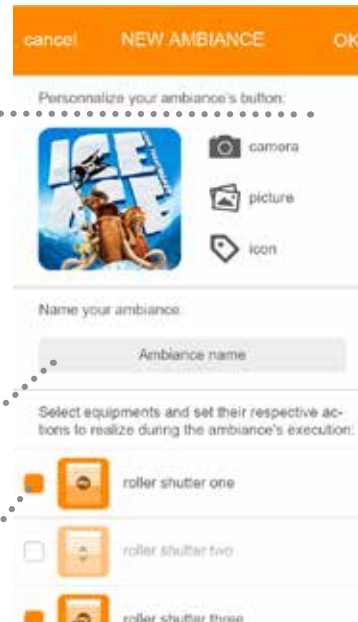 cancel NEW AMBIANCE OK
Personnalize your ambiance's button:
ICE
AGE
camera
picture
icon
Name your ambiance:
Ambiance name
Select equipments and set their respective ac-
tions to realize during the ambiance's execution:
roller shutter one
roller shutter two
roller shutter three